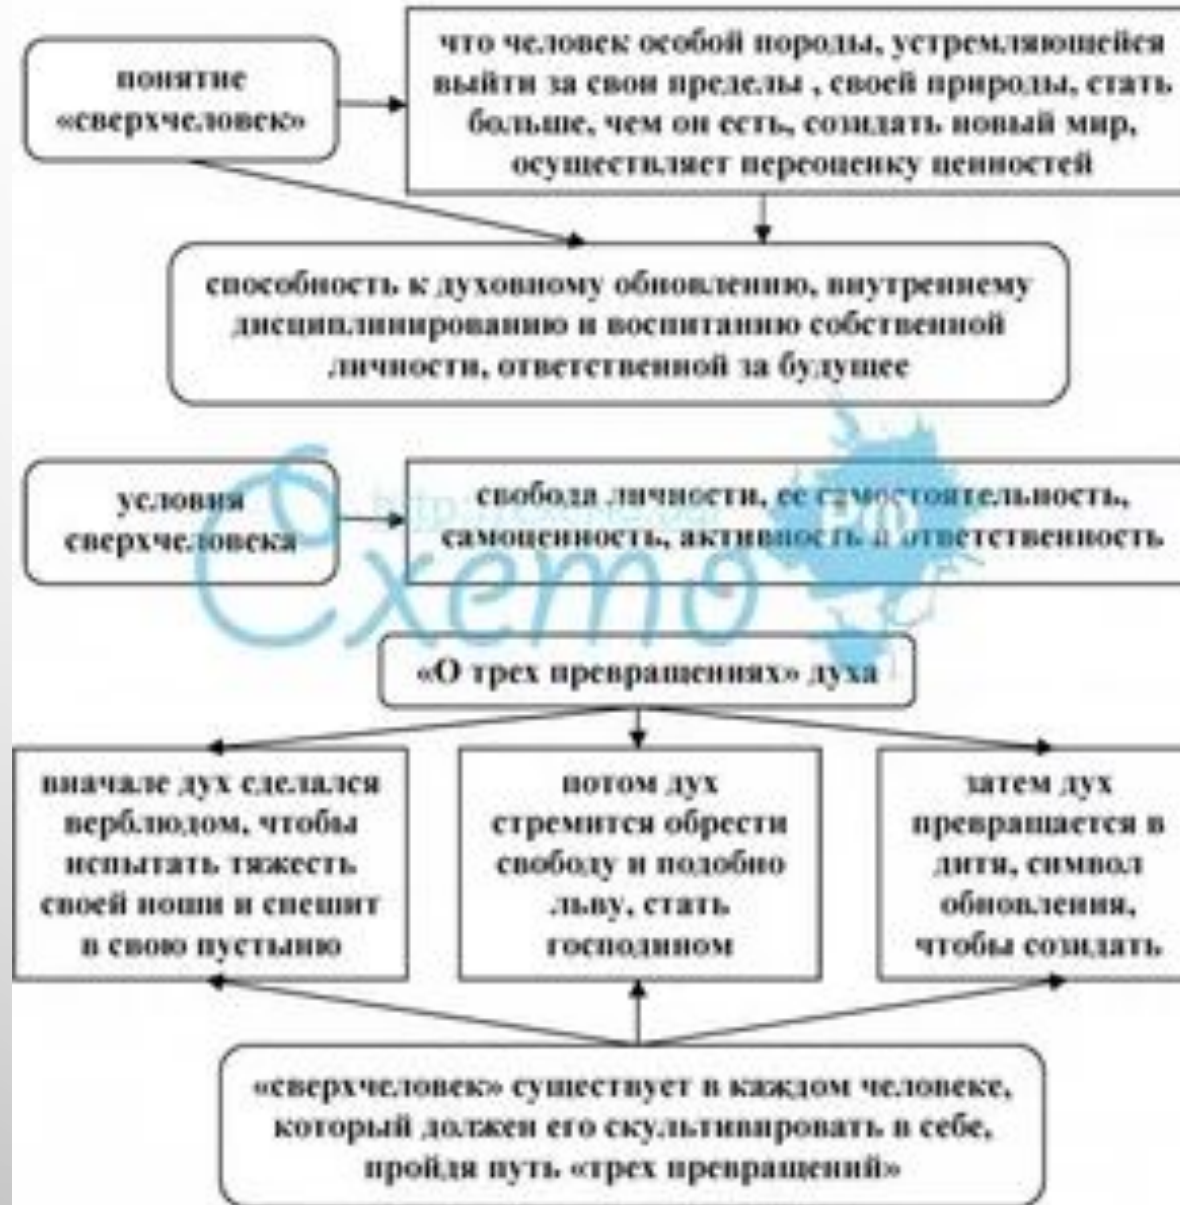 понятие
«сверхчеловек»
что человек особой породы, устремляющейся
выйти за свои пределы , своей природы, стать
больше, чем он есть, созидать новый мир,
осуществляет переоценку ценностей
способность к духовному обновлению, внутреннему
дисциплинированию и воспитанию собственной
личности, ответственной за будущее
условия
сверхчеловека
свобода личности, ее самостоятельность,
самоценность, активность и ответственность
Схемо
РФ
«О трех превращениях» духа
вначале дух сделался
верблюдом, чтобы
испытать тяжесть
своей ноши и спешит
в свою пустыню
потом дух
стремится обрести
свободу и подобно
льву, стать
господином
затем дух
превращается в
дитя, символ
обновления,
чтобы созидать
«сверхчеловек» существует в каждом человеке,
который должен его скультивировать в себе,
пройдя путь «трех превращений»